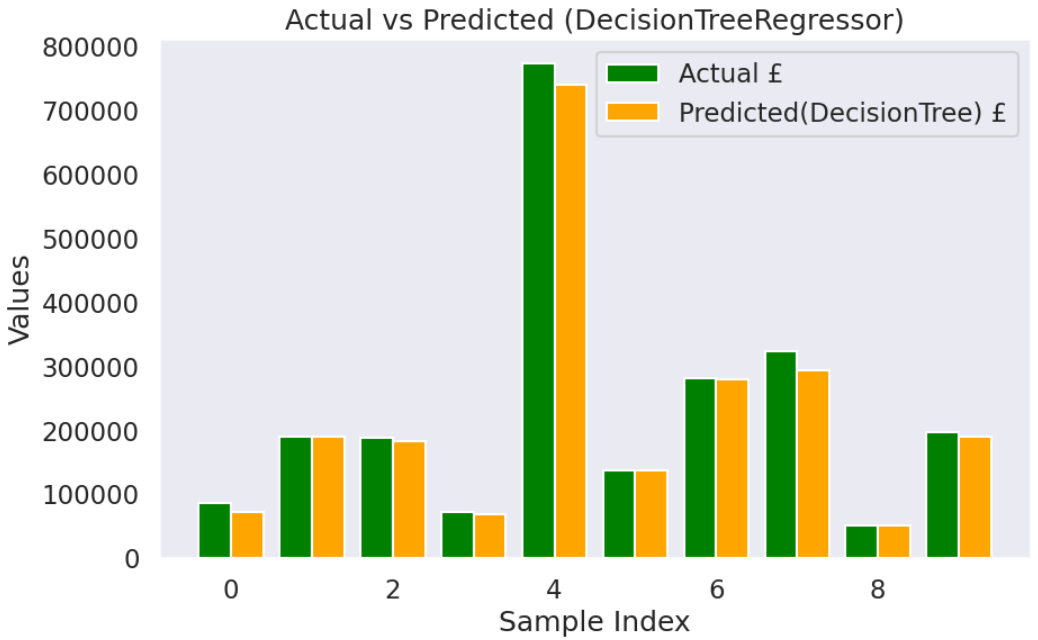 Actual vs Predicted (DecisionTreeRegressor)
Actual £
Predicted(DecisionTree) £
Values
800000
700000
600000
500000
400000
300000
200000
100000
0
0 2 4 6 8
Sample Index